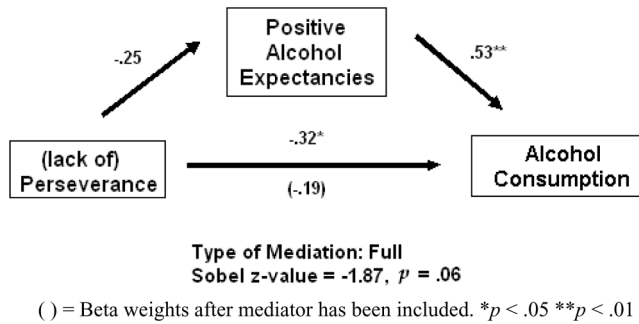 Positive
Alcohol
Expectancies
-.25
.53**
(lack of)
Perseverance
-.32*
(-.19)
Alcohol
Consumption
Type of Mediation: Full
Sobel z-value = -1.87, p = .06
( ) = Beta weights after mediator has been included. *p < .05 **p < .01